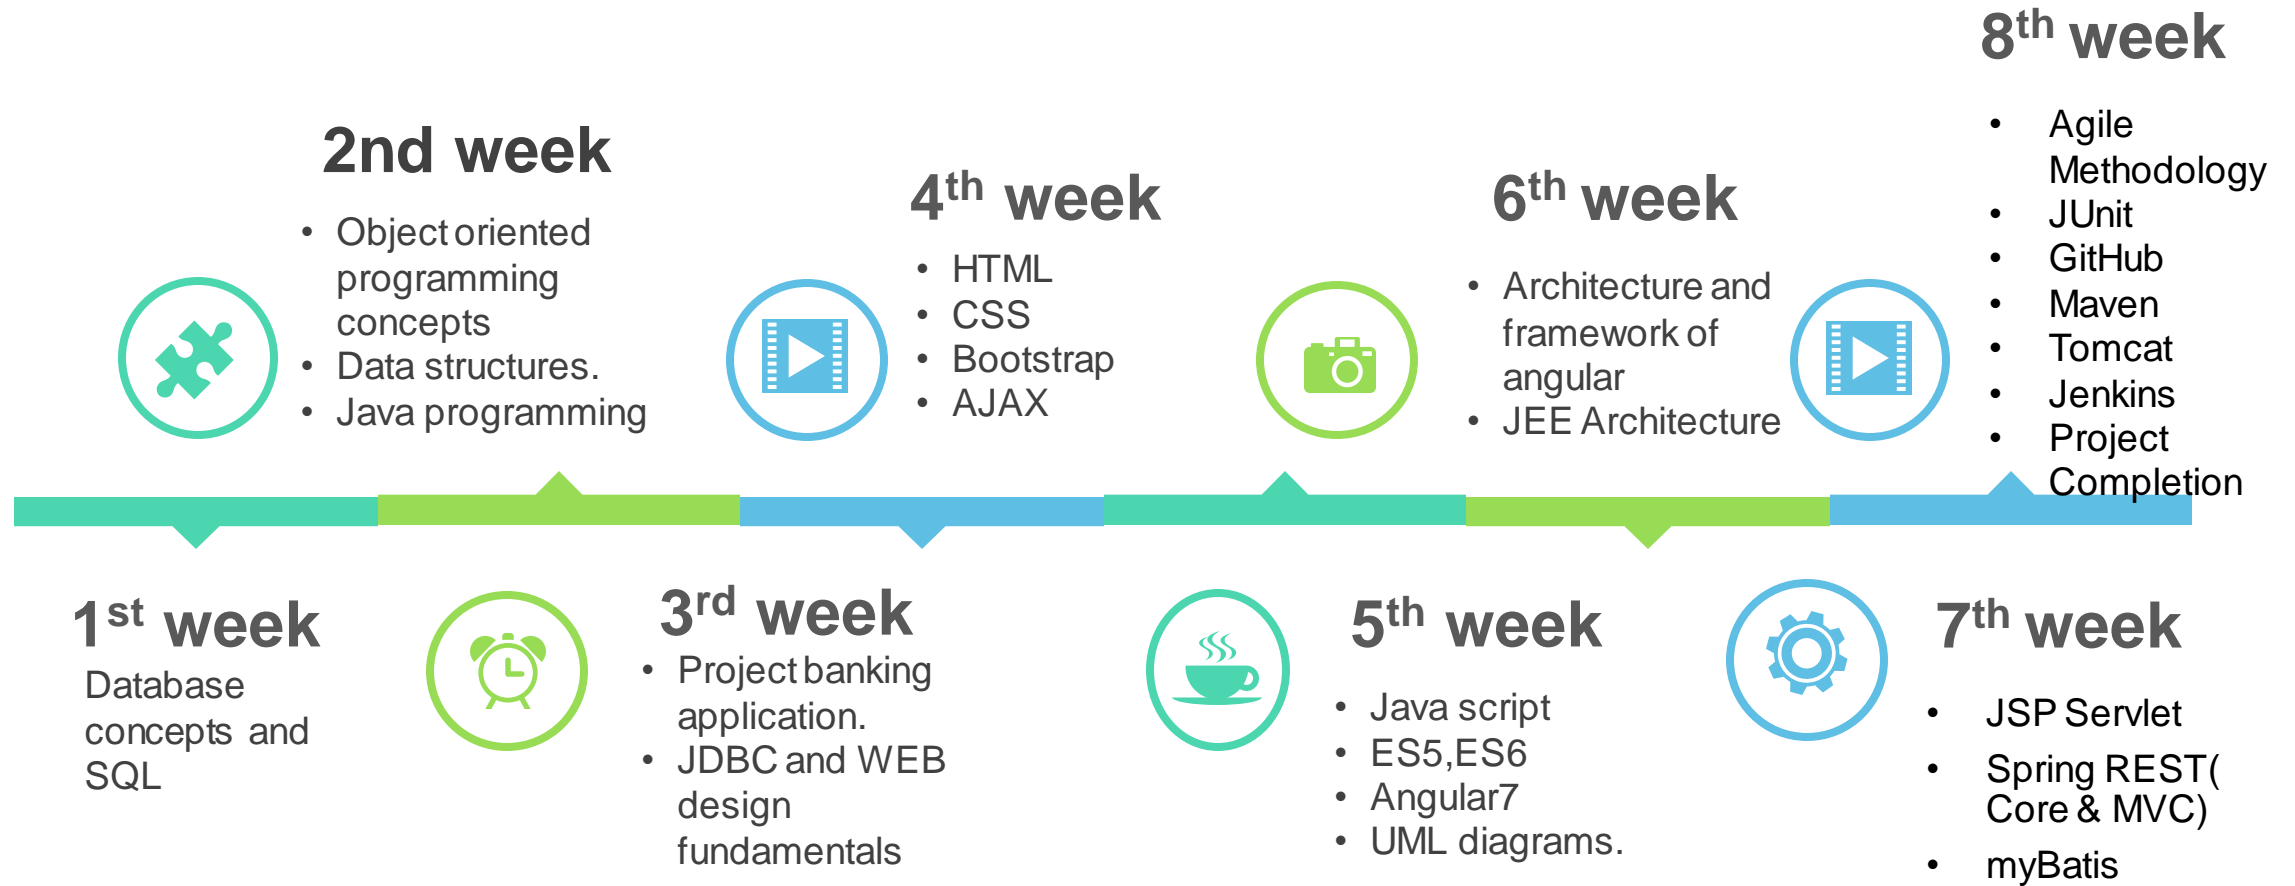 8th week
• Agile
Methodology
• JUnit
• GitHub
• Maven
• Tomcat
• Jenkins
• Project
Completion
2nd week
• Object oriented
programming
concepts
• Data structures.
• Java programming
4th week
• HTML
• CSS
• Bootstrap
• AJAX
6th week
• Architecture and
framework of
angular
• JEE Architecture
1st week
Database
concepts and
SQL
3rd week
• Project banking
application.
• JDBC and WEB
design
fundamentals
5th week
• Java script
• ES5,ES6
• Angular7
• UML diagrams.
7th week
• JSP Servlet
• Spring REST(
Core & MVC)
• myBatis